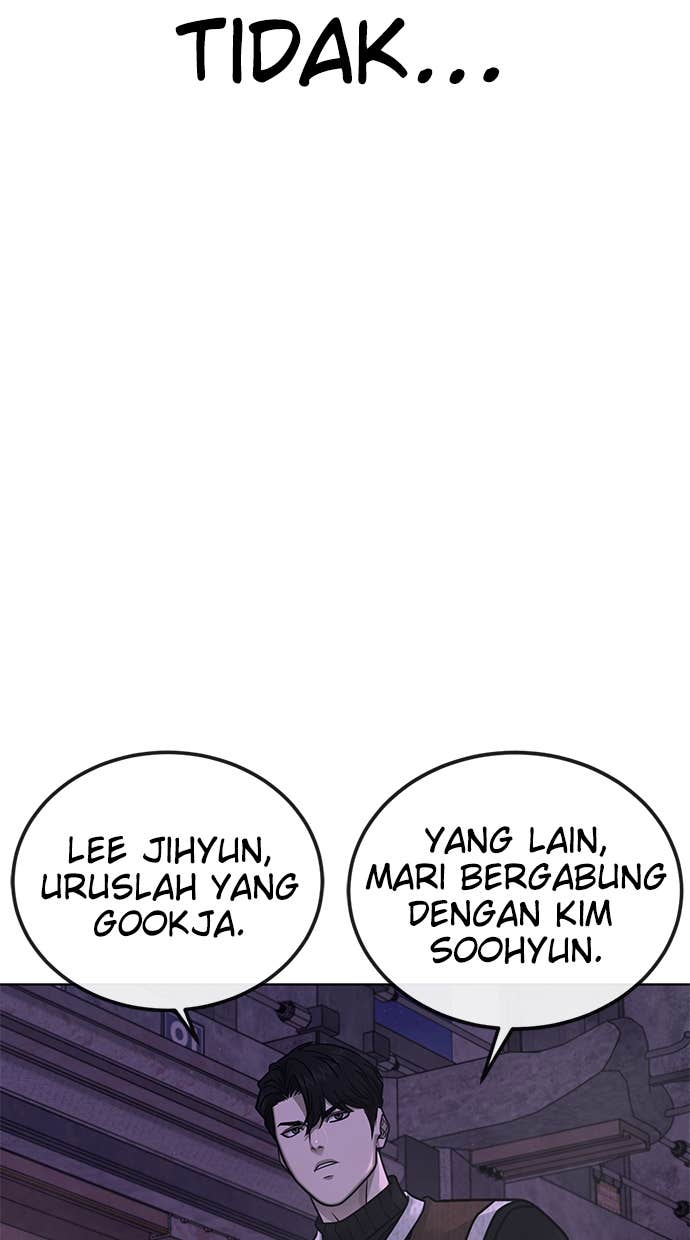 TIDAK...
LEE JIHYUN,
URUSLAH YANG
GOOKJA.
YANG LAIN,
MARI BERGABUNG
DENGAN KIM
SOOHYUN.